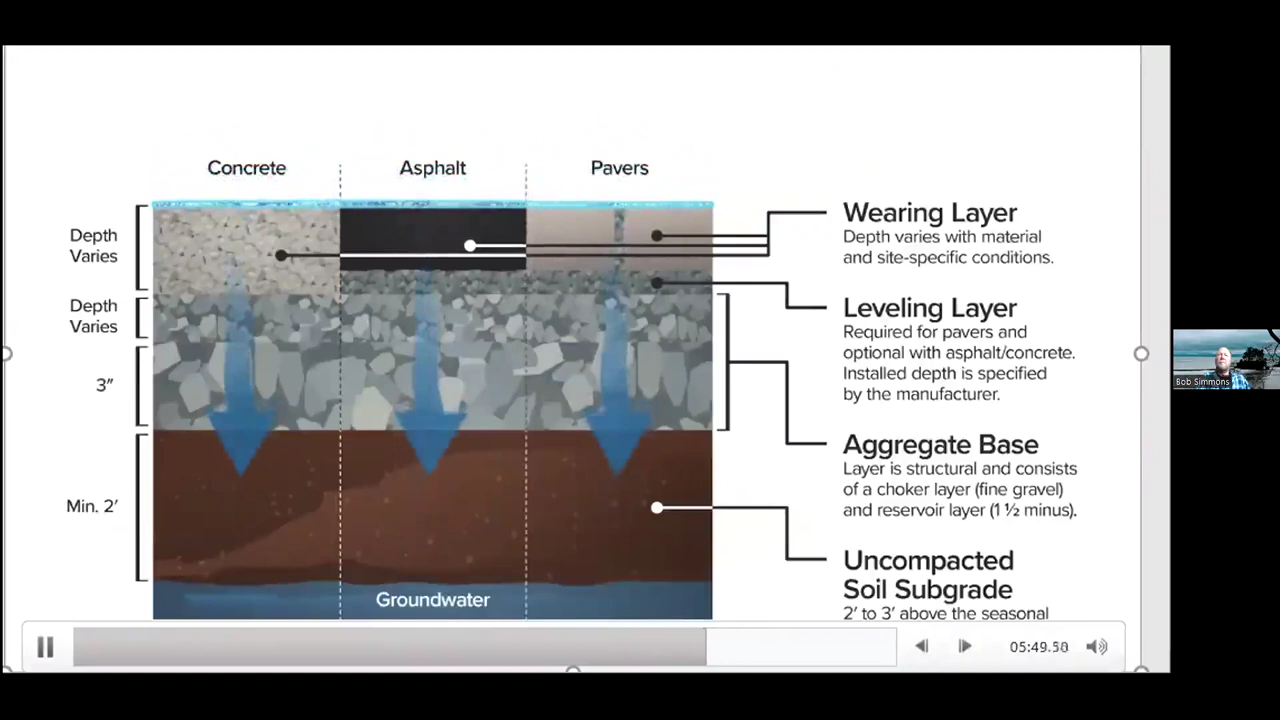 Concrete
Asphalt
Pavers
Depth
Varies
Depth
Varies
3”
Min. 2’
Groundwater
Wearing Layer
Depth varies with material
and site-specific conditions.
Leveling Layer
Required for pavers and
optional with asphalt/concrete.
Installed depth is specified
by the manufacturer.
Aggregate Base
Layer is structural and consists
of a choker layer (fine gravel)
and reservoir layer (1 ½ minus).
Uncompacted
Soil Subgrade
2’ to 3’ above the seasonal
05:49.50
Bob Simmons